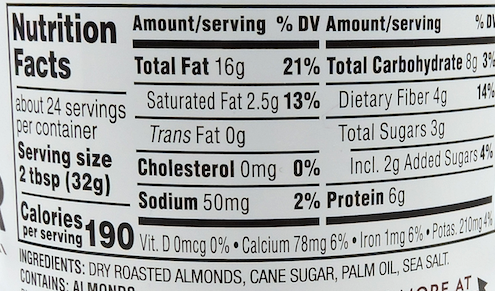 Nutrition Facts
about 24 servings
per container
Serving size
2 tbsp (32g)
Calories
per serving 190
Amount/serving % DV
Total Fat 16g 21%
Saturated Fat 2.5g 13%
Trans Fat 0g
Cholesterol 0mg 0%
Sodium 50mg 2%
Amount/serving % DV
Total Carbohydrate 8g 3%
Dietary Fiber 4g 14%
Total Sugars 3g
Incl. 2g Added Sugars 4%
Protein 6g
Vit. D 0mcg 0% • Calcium 78mg 6% • Iron 1mg 6% • Potas. 210mg 4%
INGREDIENTS: DRY ROASTED ALMONDS, CANE SUGAR, PALM OIL, SEA SALT.
CONTAINS: ALMONDS